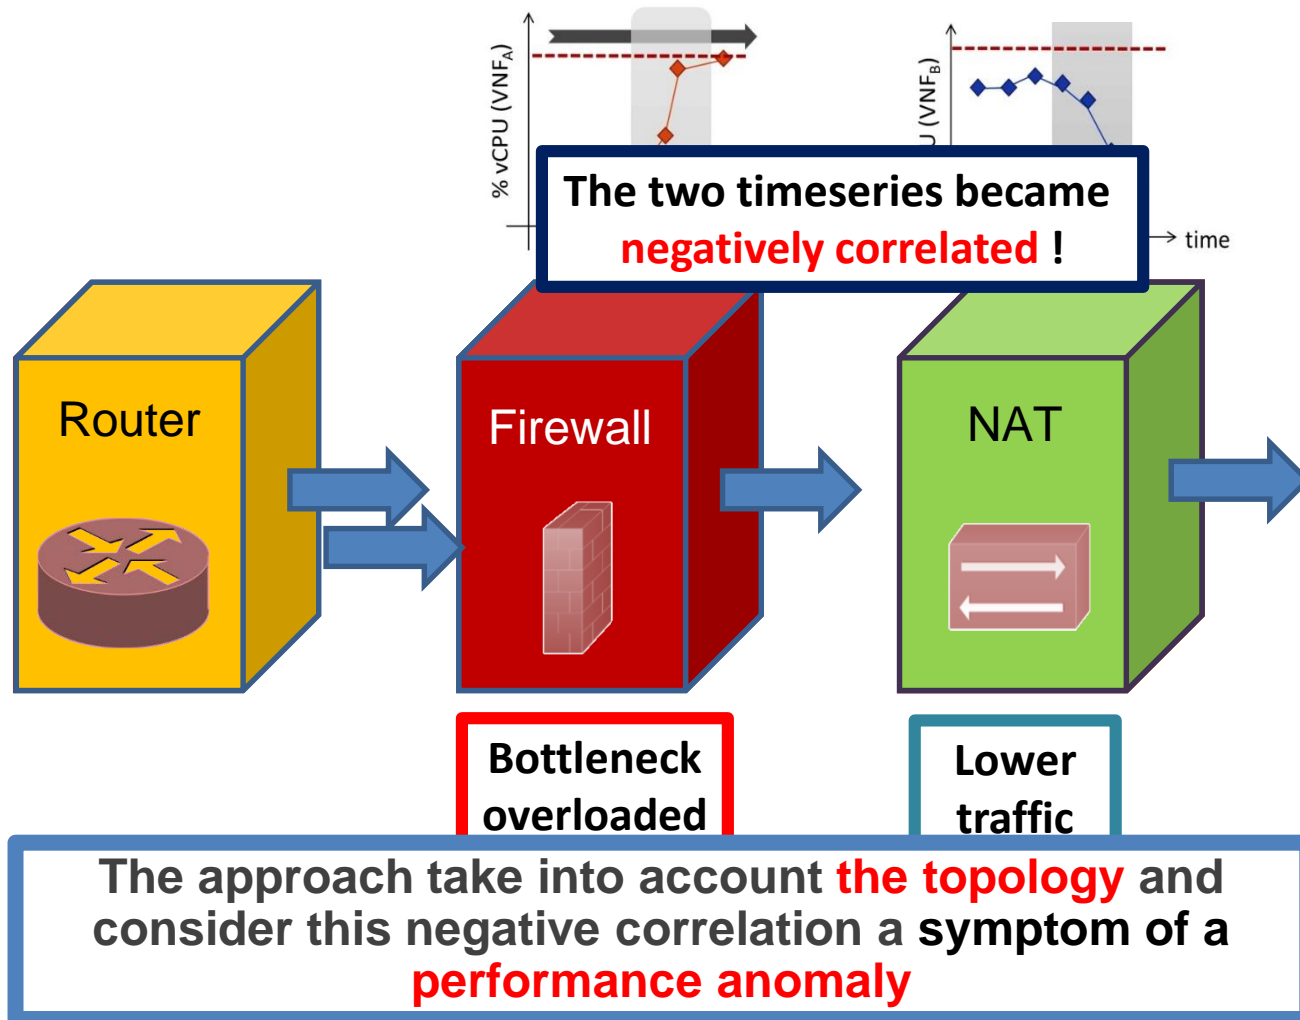 % vCPU (VNFA)
U (VNFB)
The two timeseries became
negatively correlated !
time
Router
Firewall
NAT
Bottleneck
overloaded
Lower
traffic
The approach take into account the topology and
consider this negative correlation a symptom of a
performance anomaly